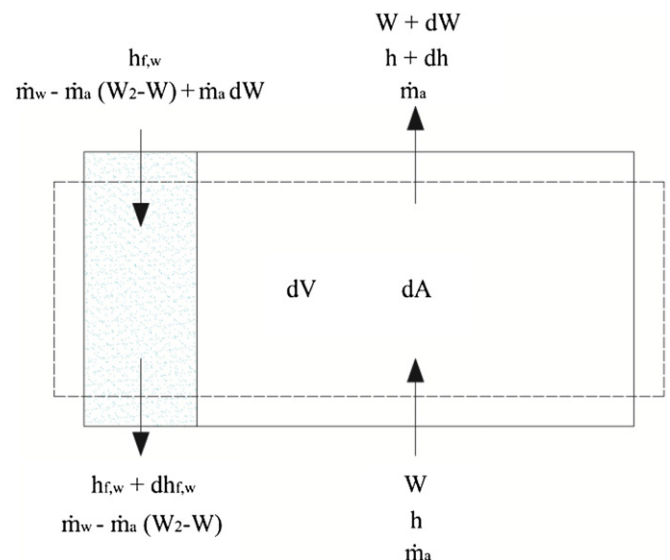 W + dW
h + dh
ṁa
hf,w
ṁw - ṁa (W2-W) + ṁa dW
dV
dA
hf,w + dhf,w
ṁw - ṁa (W2-W)
W
h
ṁa